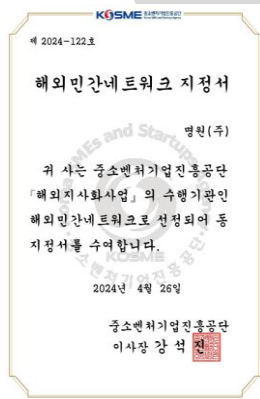 KOSME 중소벤처기업진흥공단
제 2024-122호
해외민간네트워크 지정서
명원(주)
귀 사는 중소벤처기업진흥공단
「해외지사화사업」의 수행기관인
해외민간네트워크로 선정되어 동
지정서를 수여합니다.
2024년 4월 26일
중소벤처기업진흥공단
이사장 강석진